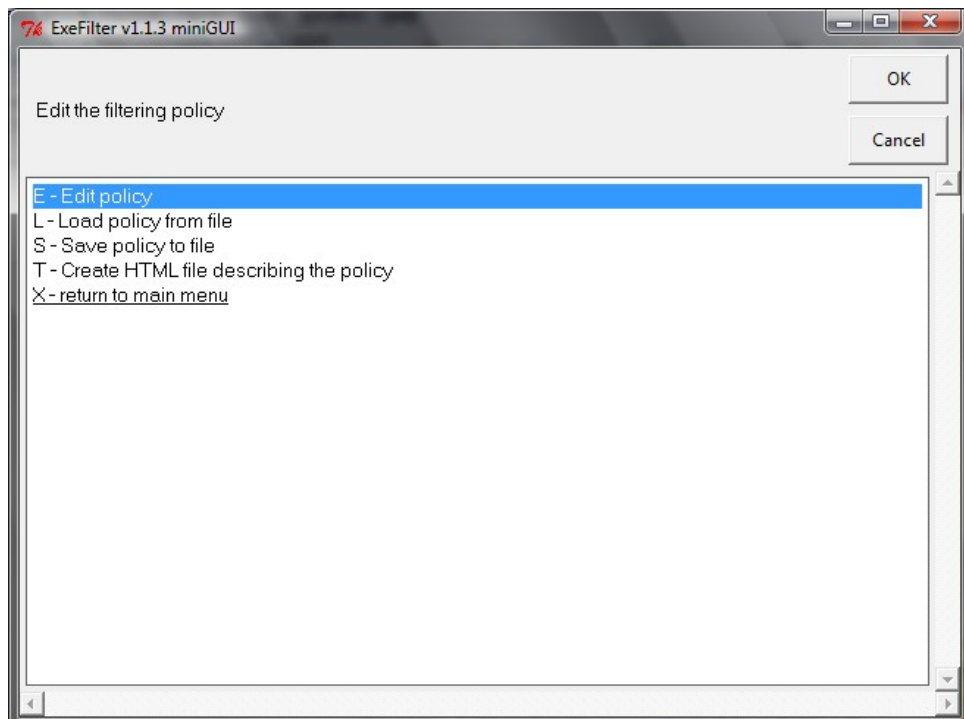 ExeFilter v1.1.3 miniGUI
OK
Edit the filtering policy
Cancel
E - Edit policy
L - Load policy from file
S - Save policy to file
T - Create HTML file describing the policy
X - return to main menu